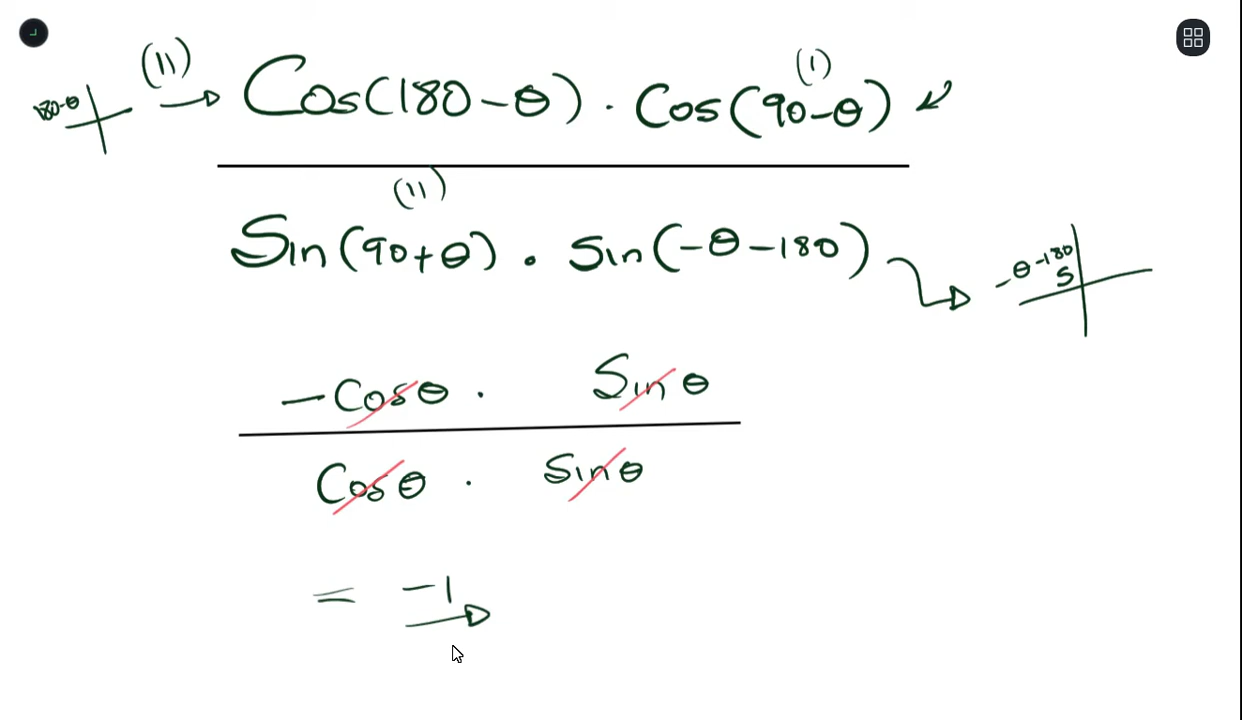 (11) (1)
180-θ Cos(180-θ) . Cos(90-θ)
(11)
Sin(90+θ) . Sin(-θ-180) -θ-180
S
-Cosθ . Sinθ
Cosθ . Sinθ
= -1